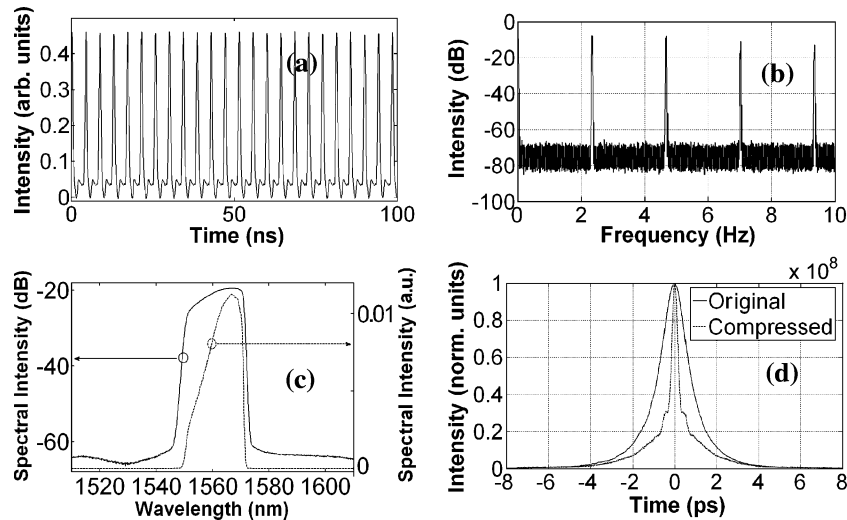 (a)
Intensity (arb. units)
0.4
0.3
0.2
0.1
0
0 50 100
Time (ns)
(b)
Intensity (dB)
0
-20
-40
-60
-80
-100
0 2 4 6 8 10
Frequency (Hz)
x 10^8
(c)
Spectral Intensity (dB)
-20
-40
-60
0.01
0
Spectral Intensity (a.u.)
1520 1540 1560 1580 1600
Wavelength (nm)
(d)
Intensity (norm. units)
1
0.8
0.6
0.4
0.2
0
Original
Compressed
-8 -6 -4 -2 0 2 4 6 8
Time (ps)